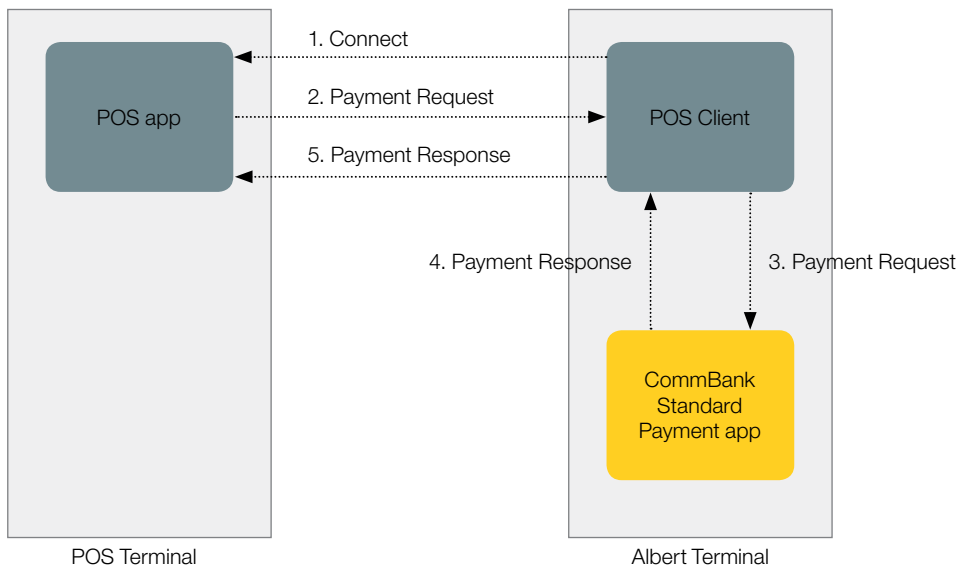 1. Connect
POS app
2. Payment Request
POS Client
5. Payment Response
4. Payment Response
3. Payment Request
CommBank
Standard
Payment app
POS Terminal
Albert Terminal